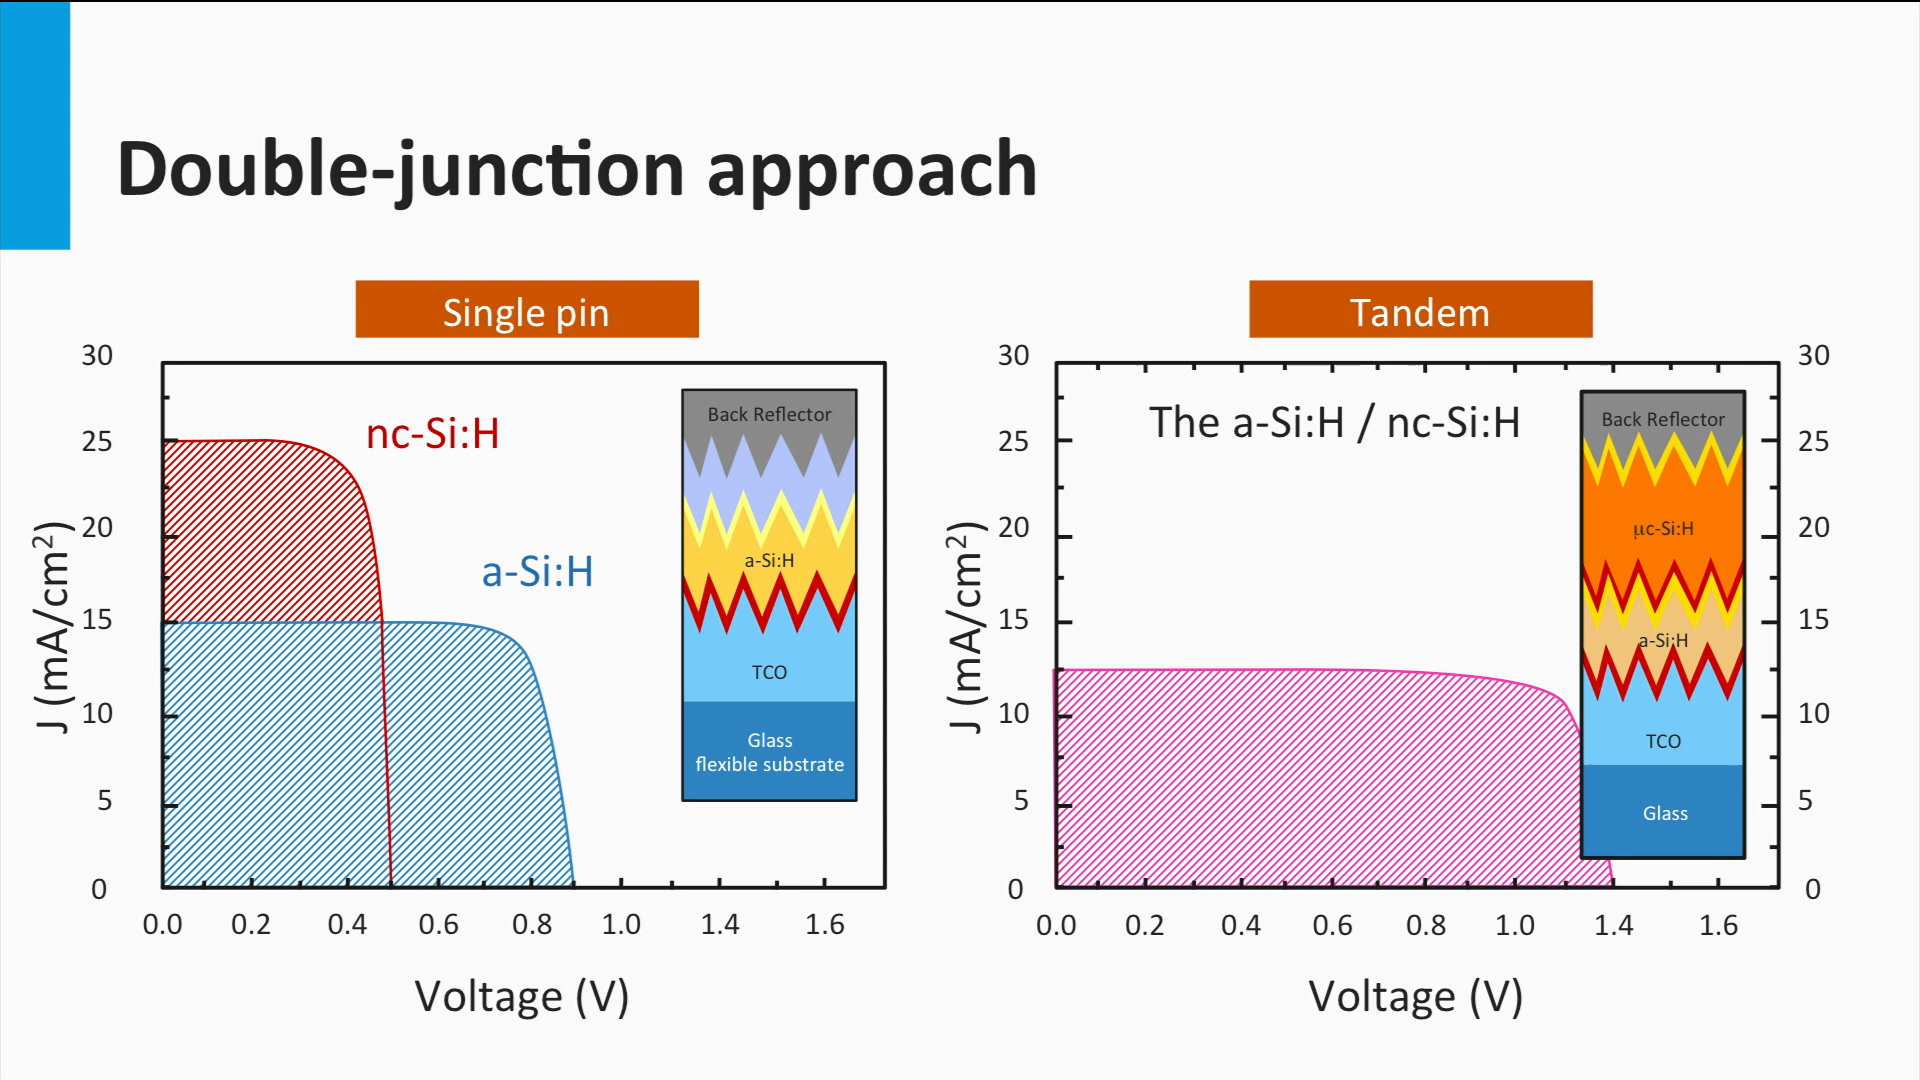 Double-junction approach
Single pin
30
25
20
15
10
5
0
J (mA/cm²)
nc-Si:H
a-Si:H
Back Reflector
a-Si:H
TCO
Glass
flexible substrate
0.0 0.2 0.4 0.6 0.8 1.0 1.4 1.6
Voltage (V)
Tandem
30
25
20
15
10
5
0
J (mA/cm²)
The a-Si:H / nc-Si:H
Back Reflector
µc-Si:H
a-Si:H
TCO
Glass
30
25
20
15
10
5
0
0.0 0.2 0.4 0.6 0.8 1.0 1.4 1.6
Voltage (V)